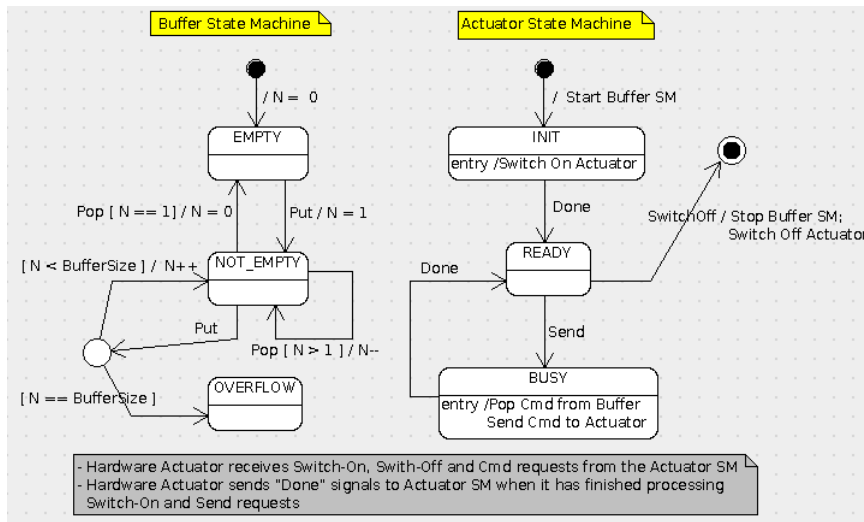 Buffer State Machine
/ N = 0
EMPTY
Pop [ N == 1] / N = 0
Put / N = 1
NOT_EMPTY
[ N < BufferSize ] / N++
Put
Pop [ N > 1 ] / N--
[ N == BufferSize ]
OVERFLOW
Actuator State Machine
/ Start Buffer SM
INIT
entry /Switch On Actuator
Done
SwitchOff / Stop Buffer SM;
Switch Off Actuator
READY
Done
Send
BUSY
entry /Pop Cmd from Buffer
Send Cmd to Actuator
- Hardware Actuator receives Switch-On, Swith-Off and Cmd requests from the Actuator SM
- Hardware Actuator sends "Done" signals to Actuator SM when it has finished processing
Switch-On and Send requests